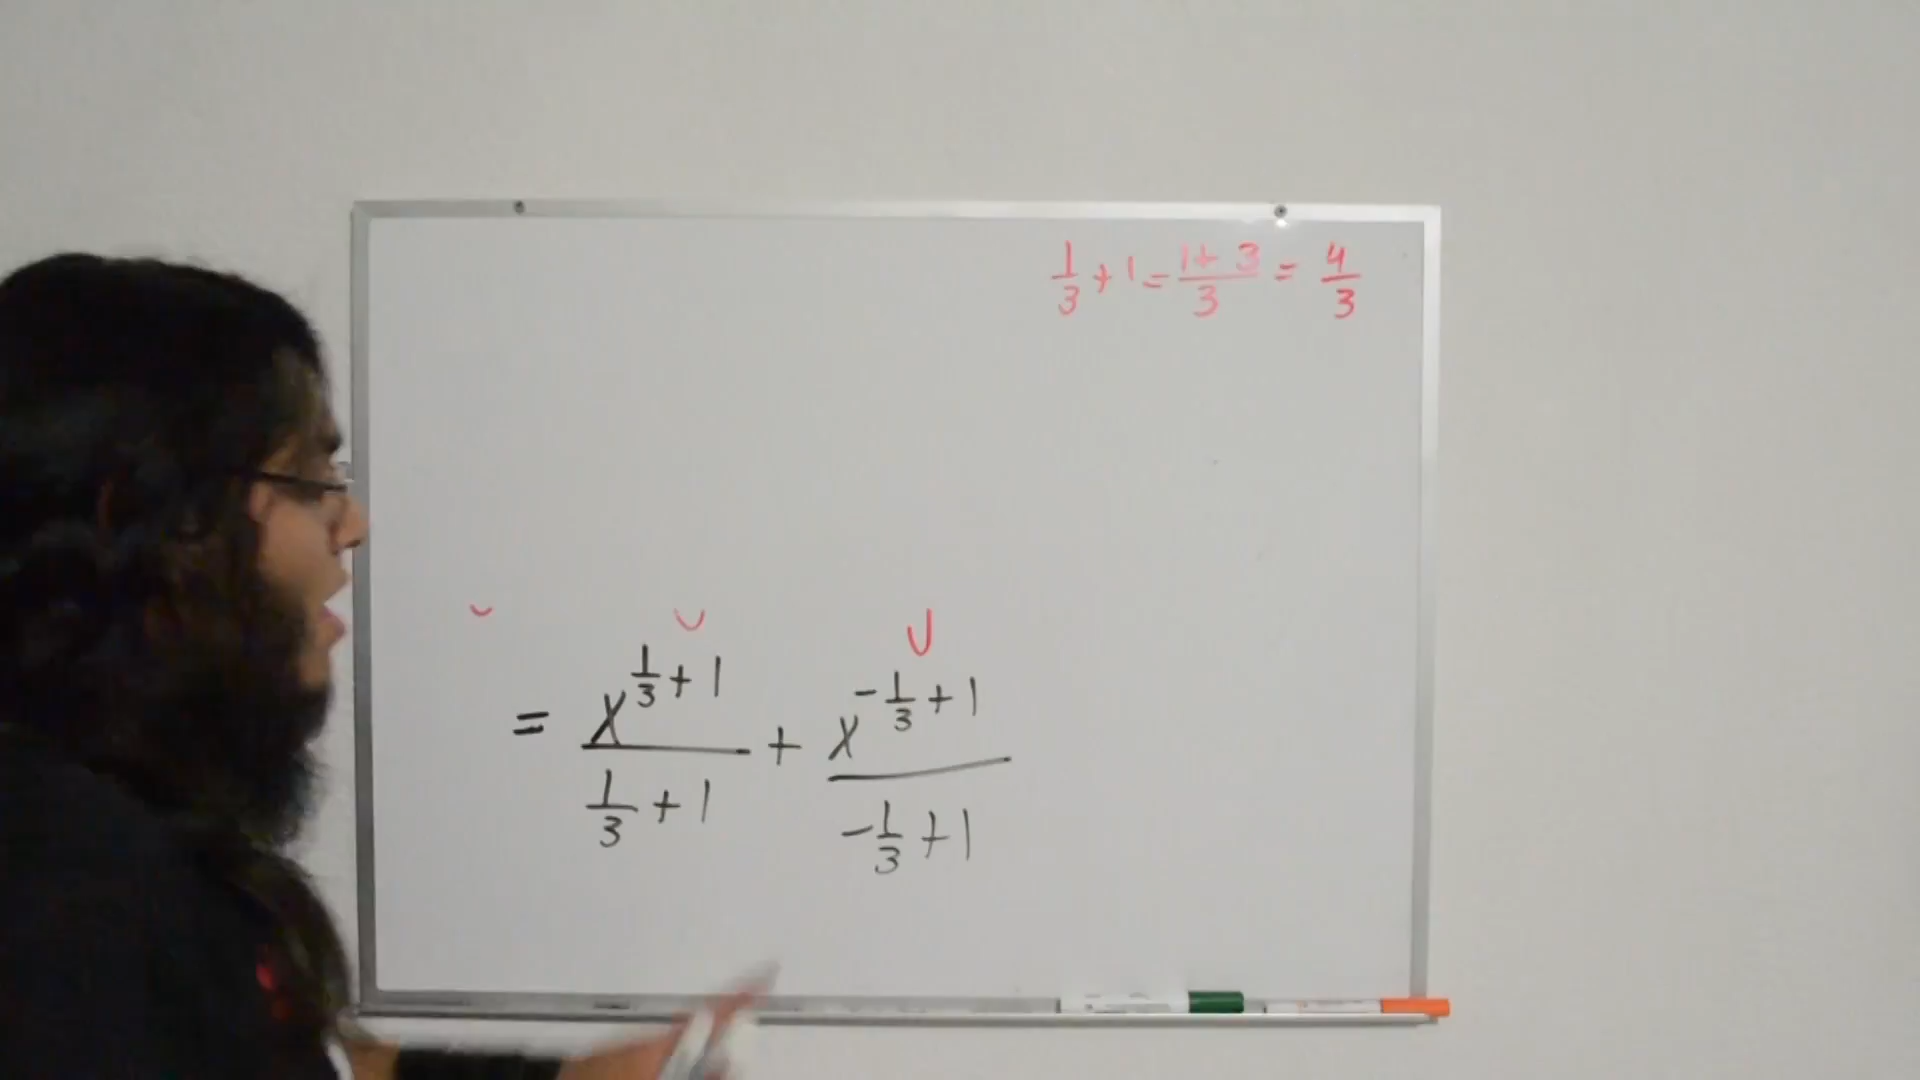 1/3 + 1 = (1 + 3)/3 = 4/3
= x^(1/3 + 1)/(1/3 + 1) + x^(-1/3 + 1)/(-1/3 + 1)